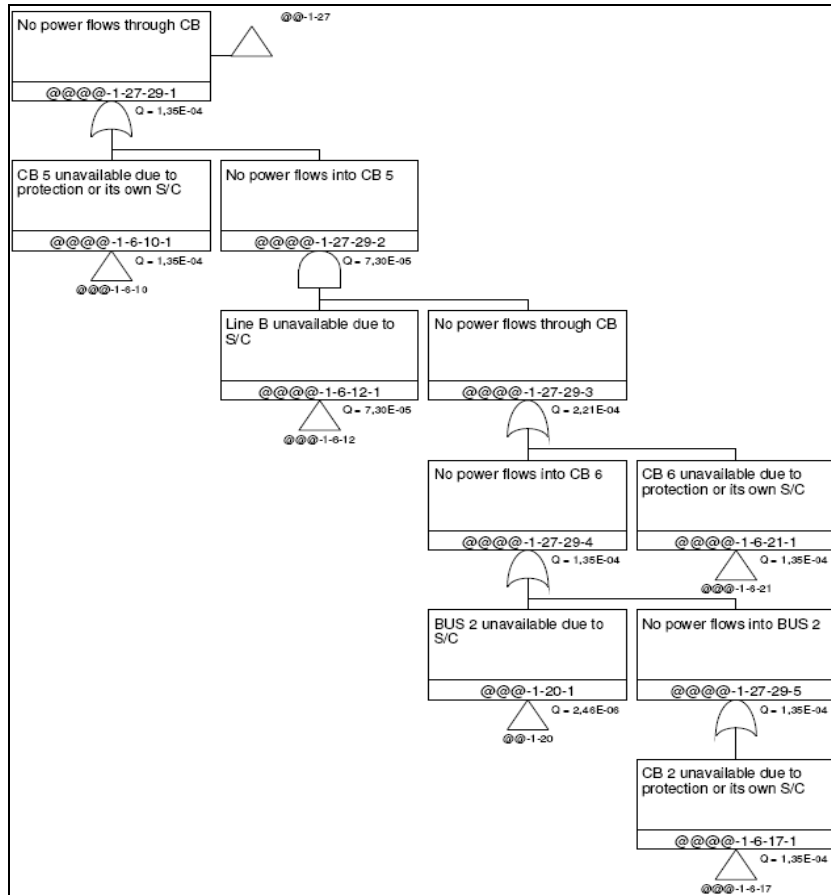 No power flows through CB
@@-1-27
@@@@-1-27-29-1
Q = 1,35E-04
CB 5 unavailable due to
protection or its own S/C
@@@@-1-6-10-1
Q = 1,35E-04
@@@-1-6-10
No power flows into CB 5
@@@@-1-27-29-2
Q = 7,30E-05
Line B unavailable due to
S/C
@@@@-1-6-12-1
Q = 7,30E-05
@@@-1-6-12
No power flows through CB
@@@@-1-27-29-3
Q = 2,21E-04
No power flows into CB 6
@@@@-1-27-29-4
Q = 1,35E-04
CB 6 unavailable due to
protection or its own S/C
@@@@-1-6-21-1
Q = 1,35E-04
@@@-1-6-21
BUS 2 unavailable due to
S/C
@@@-1-20-1
Q = 2,46E-06
@@-1-20
No power flows into BUS 2
@@@@-1-27-29-5
Q = 1,35E-04
CB 2 unavailable due to
protection or its own S/C
@@@@-1-6-17-1
Q = 1,35E-04
@@@-1-6-17